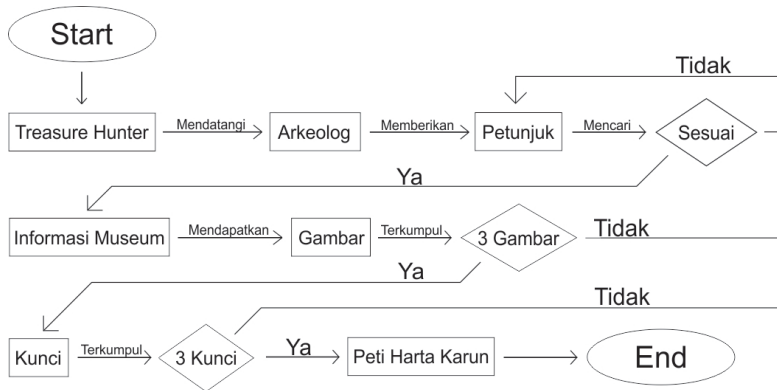 Start
Tidak
Treasure Hunter Mendatangi Arkeolog Memberikan Petunjuk Mencari Sesuai
Ya
Informasi Museum Mendapatkan Gambar Terkumpul 3 Gambar Tidak
Ya
Tidak
Kunci Terkumpul 3 Kunci Ya Peti Harta Karun End